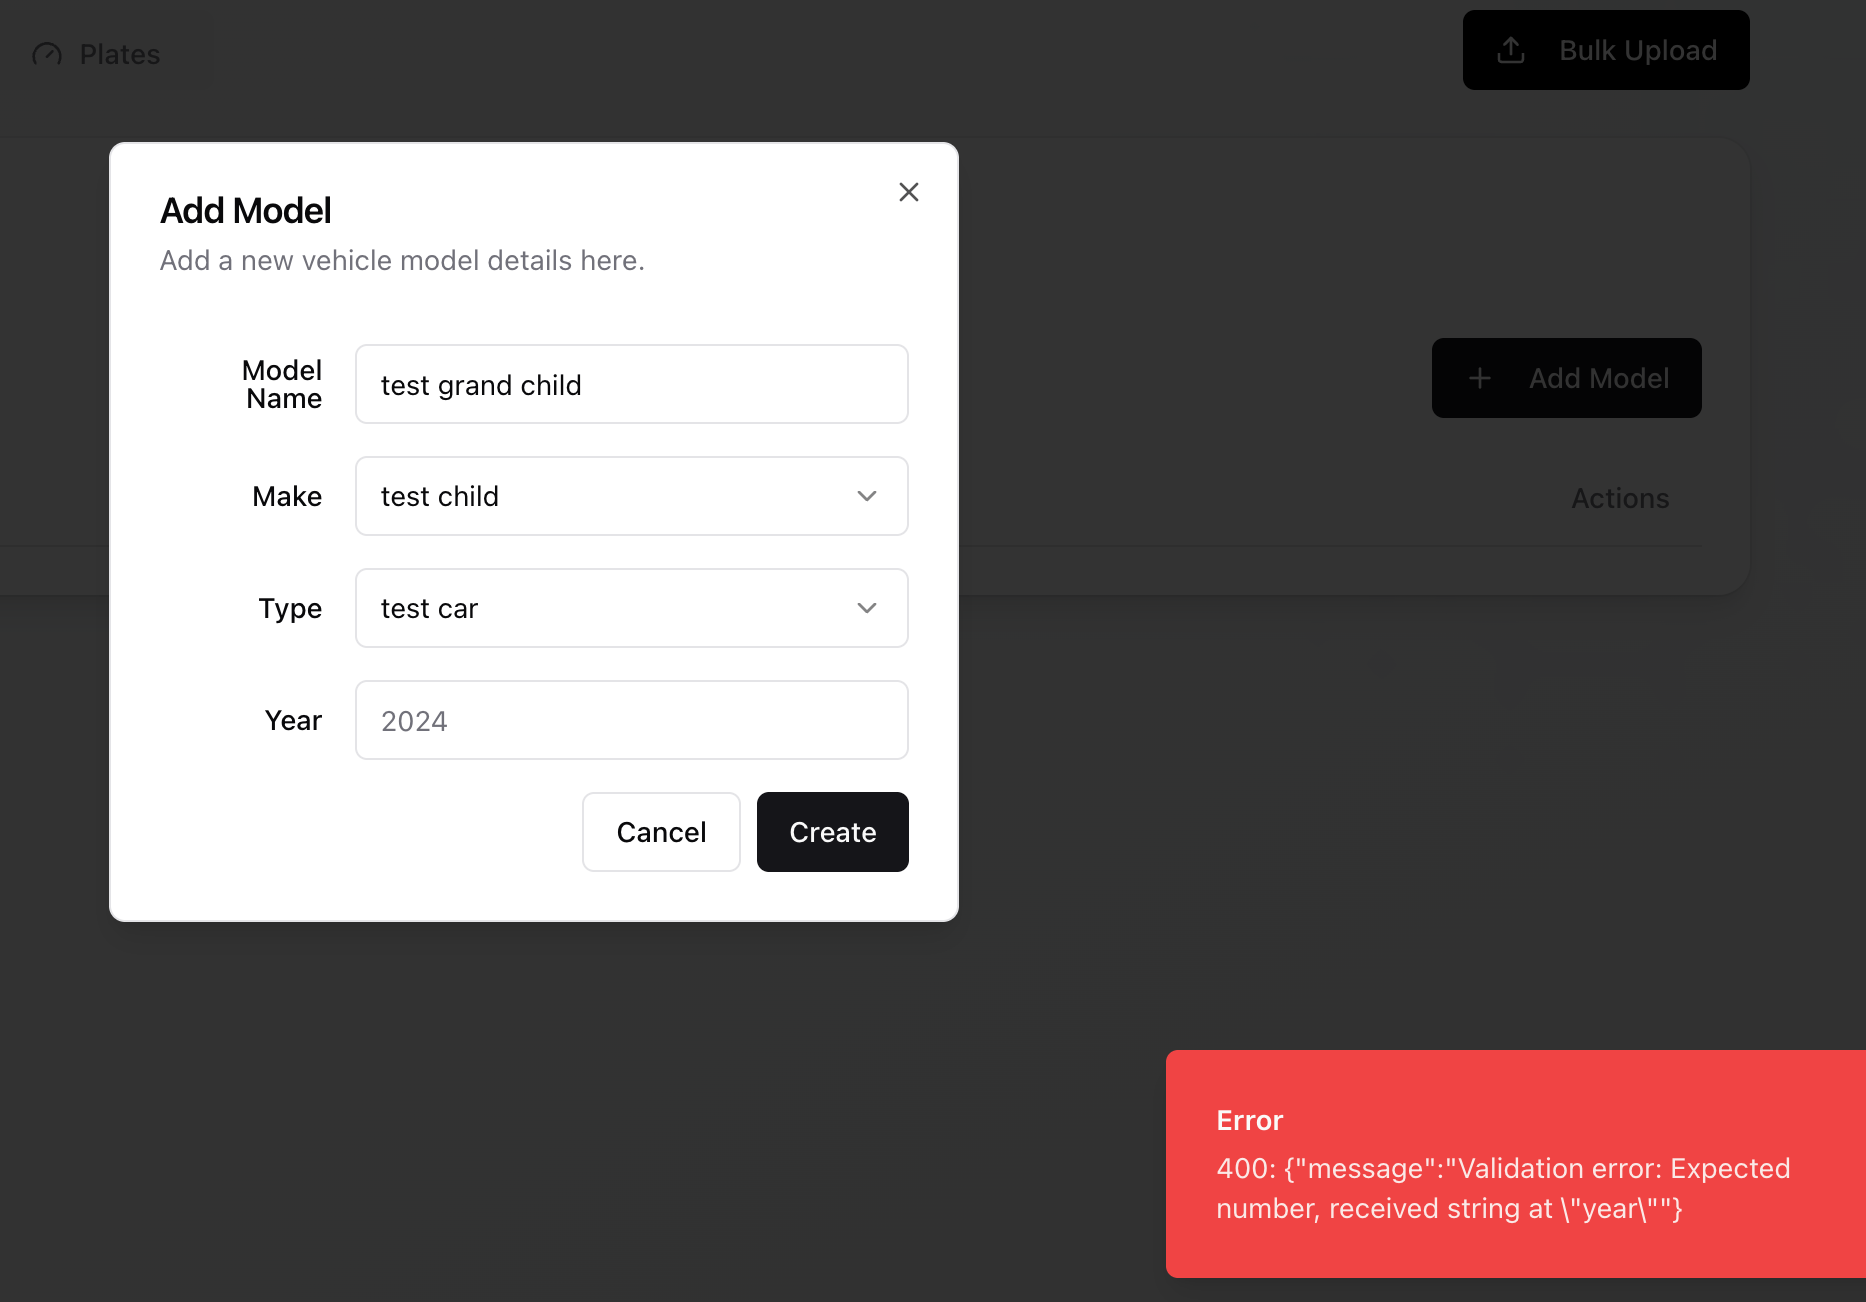 Plates
Bulk Upload
Add Model
Add a new vehicle model details here.
Model
Name
test grand child
Add Model
Make
test child
Actions
Type
test car
Year
2024
Cancel
Create
Error
400: {"message":"Validation error: Expected
number, received string at \"year\""}